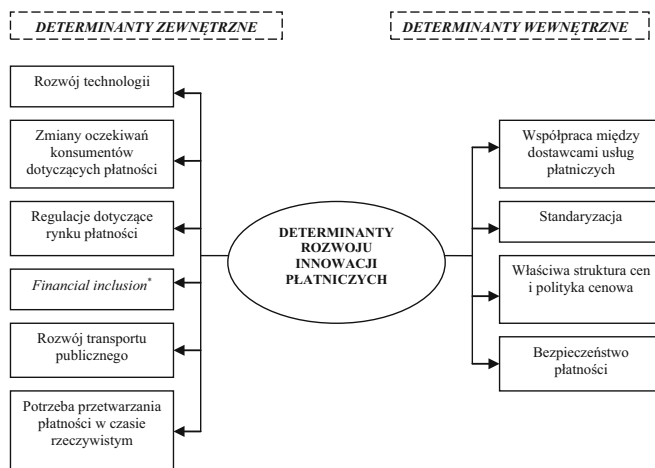 DETERMINANTY ZEWNĘTRZNE
Rozwój technologii
Zmiany oczekiwań
konsumentów
dotyczących płatności
Regulacje dotyczące
rynku płatności
Financial inclusion*
Rozwój transportu
publicznego
Potrzeba przetwarzania
płatności w czasie
rzeczywistym
DETERMINANTY
ROZWOJU
INNOWACJI
PŁATNICZYCH
DETERMINANTY WEWNĘTRZNE
Współpraca między
dostawcami usług
płatniczych
Standaryzacja
Właściwa struktura cen
i polityka cenowa
Bezpieczeństwo
płatności